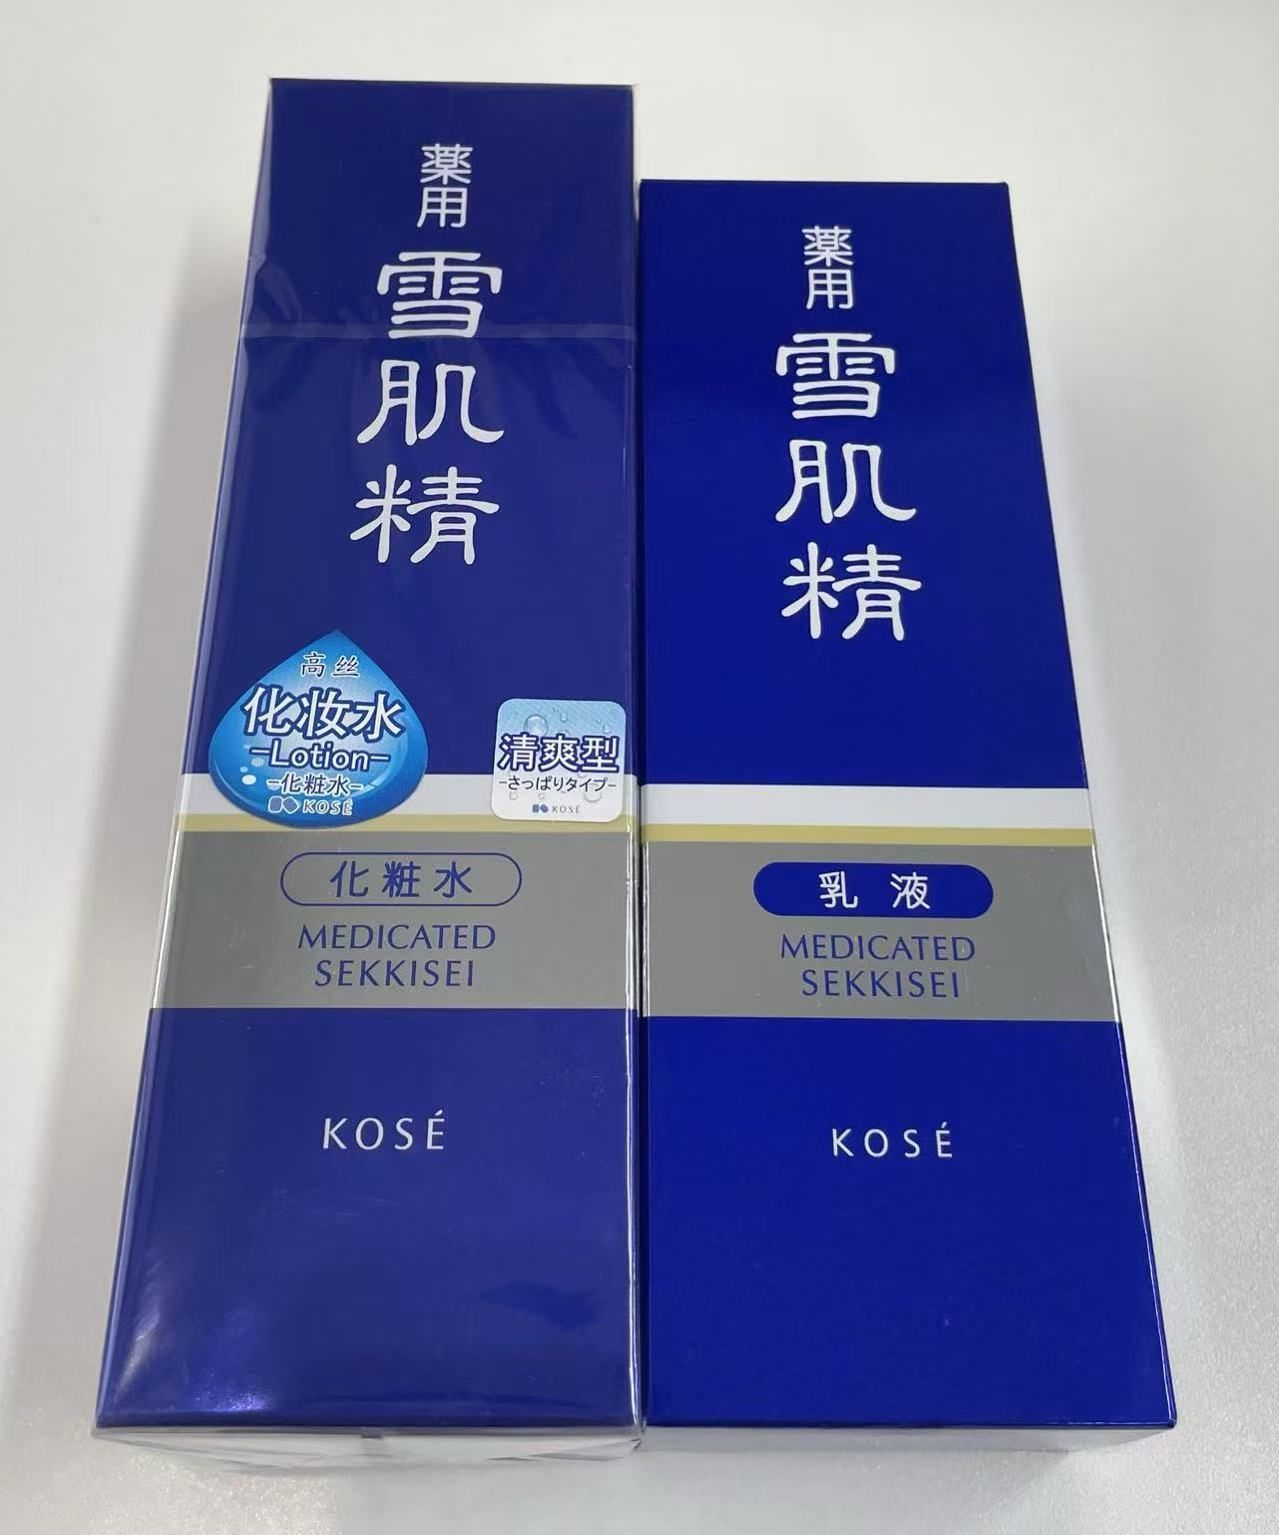 薬用
雪肌精
高丝
化妆水
-Lotion-
-化粧水-
KOSÉ
清爽型
-さっぱりタイプ-
KOSÉ
化粧水
MEDICATED
SEKKISEI
KOSÉ
薬用
雪肌精
乳液
MEDICATED
SEKKISEI
KOSÉ